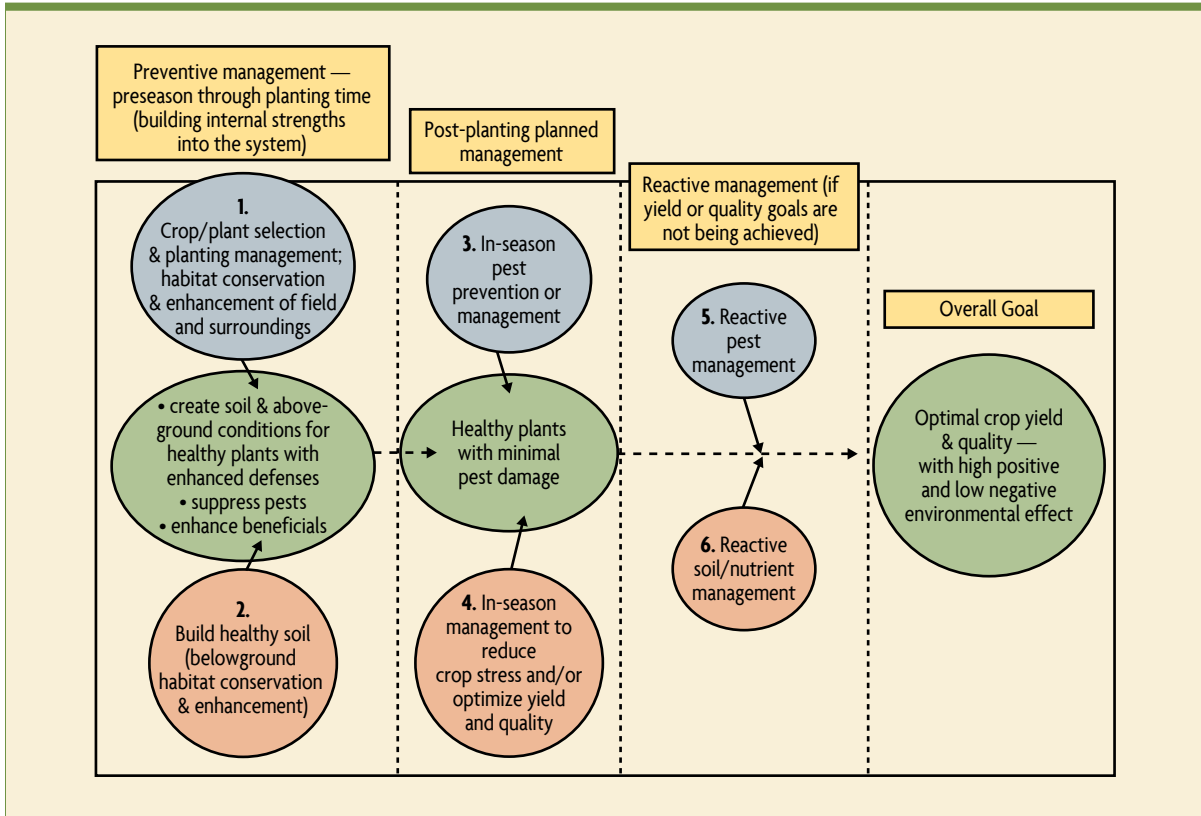 Preventive management —
preseason through planting time
(building internal strengths
into the system)
Post-planting planned
management
Reactive management (if
yield or quality goals are
not being achieved)
Overall Goal
1.
Crop/plant selection
& planting management;
habitat conservation
& enhancement of field
and surroundings
• create soil & above-
ground conditions for
healthy plants with
enhanced defenses
• suppress pests
• enhance beneficials
2.
Build healthy soil
(belowground
habitat conservation
& enhancement)
3. In-season
pest
prevention or
management
Healthy plants
with minimal
pest damage
4. In-season
management to
reduce
crop stress and/or
optimize yield
and quality
5. Reactive
pest
management
6. Reactive
soil/nutrient
management
Optimal crop yield
& quality —
with high positive
and low negative
environmental effect